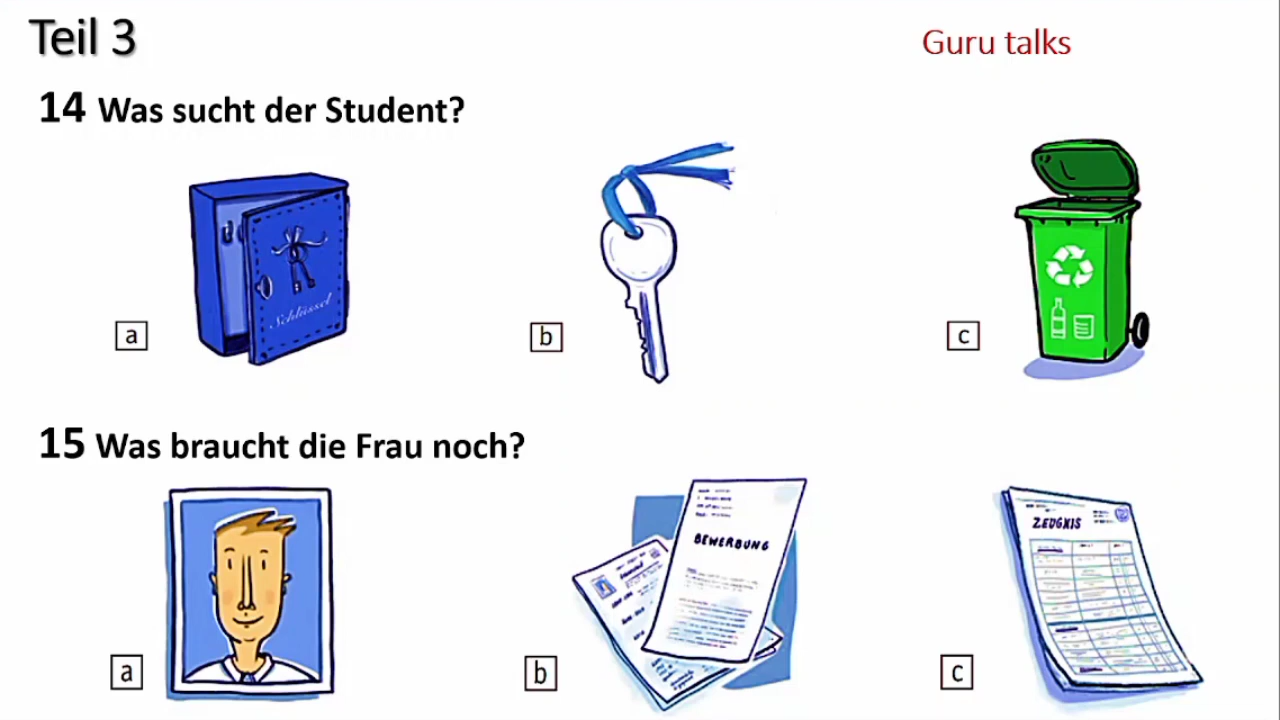 Teil 3
Guru talks
14 Was sucht der Student?
Schlüssel
a
b
c
15 Was braucht die Frau noch?
BEWERBUNG
ZEUGNIS
a
b
c